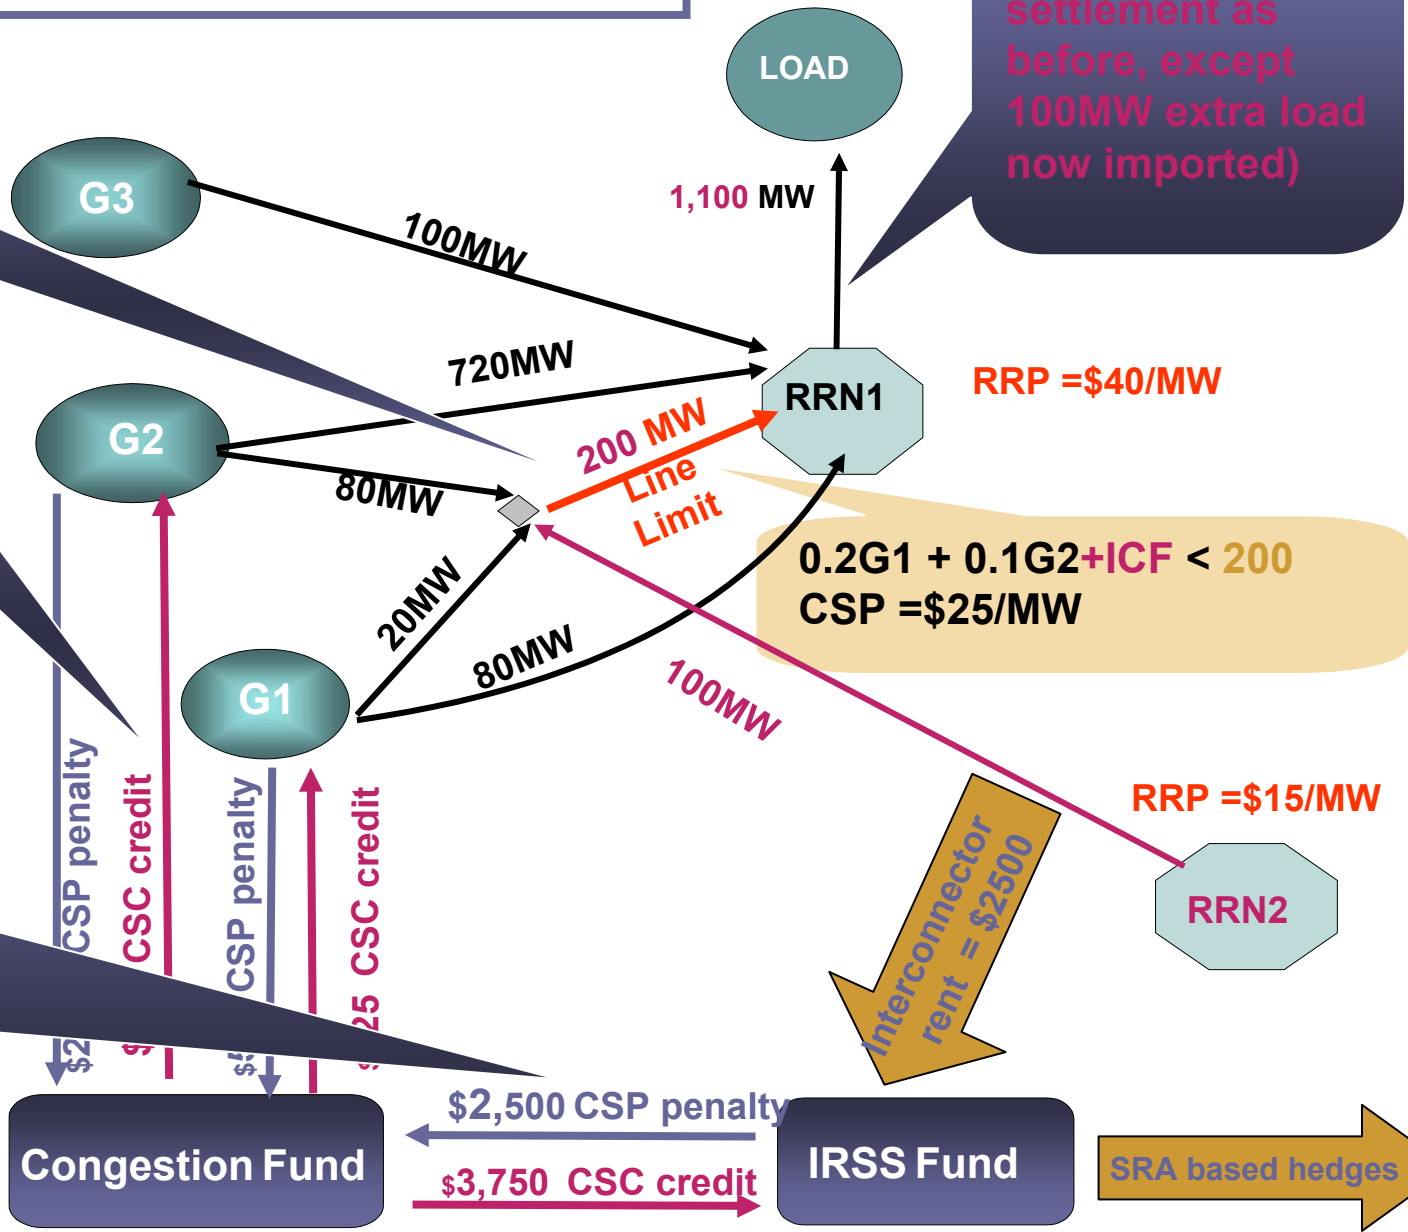 settlement as
before, except
100MW extra load
now imported)
LOAD
G3
1,100 MW
100MW
720MW
RRN1
RRP =$40/MW
G2
200 MW
Line
Limit
80MW
0.2G1 + 0.1G2+ICF < 200
CSP =$25/MW
20MW
80MW
G1
100MW
RRP =$15/MW
RRN2
CSP penalty
CSC credit
CSP penalty
CSC credit
Interconnector
rent = $2500
$2,500 CSP penalty
Congestion Fund
IRSS Fund
SRA based hedges
$3,750 CSC credit